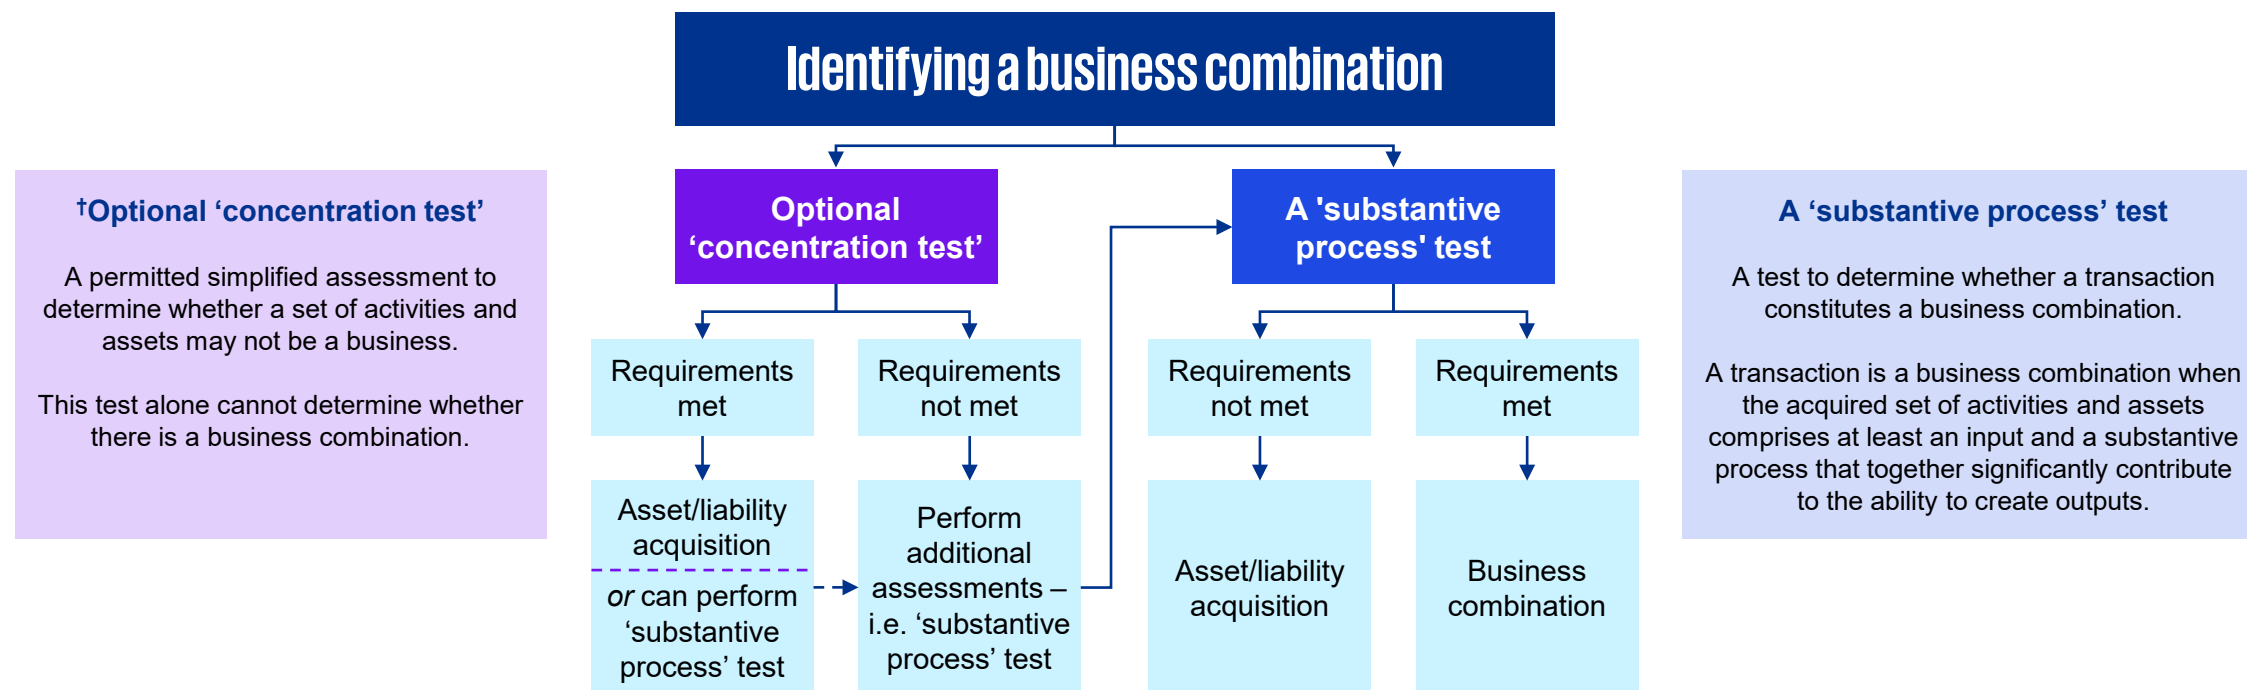 Identifying a business combination
†Optional ‘concentration test’
A permitted simplified assessment to
determine whether a set of activities and
assets may not be a business.
This test alone cannot determine whether
there is a business combination.
Optional
‘concentration test’
Requirements
met
Requirements
not met
Asset/liability
acquisition
or can perform
‘substantive
process’ test
Perform
additional
assessments –
i.e. ‘substantive
process’ test
A 'substantive
process' test
Requirements
not met
Requirements
met
Asset/liability
acquisition
Business
combination
A ‘substantive process’ test
A test to determine whether a transaction
constitutes a business combination.
A transaction is a business combination when
the acquired set of activities and assets
comprises at least an input and a substantive
process that together significantly contribute
to the ability to create outputs.